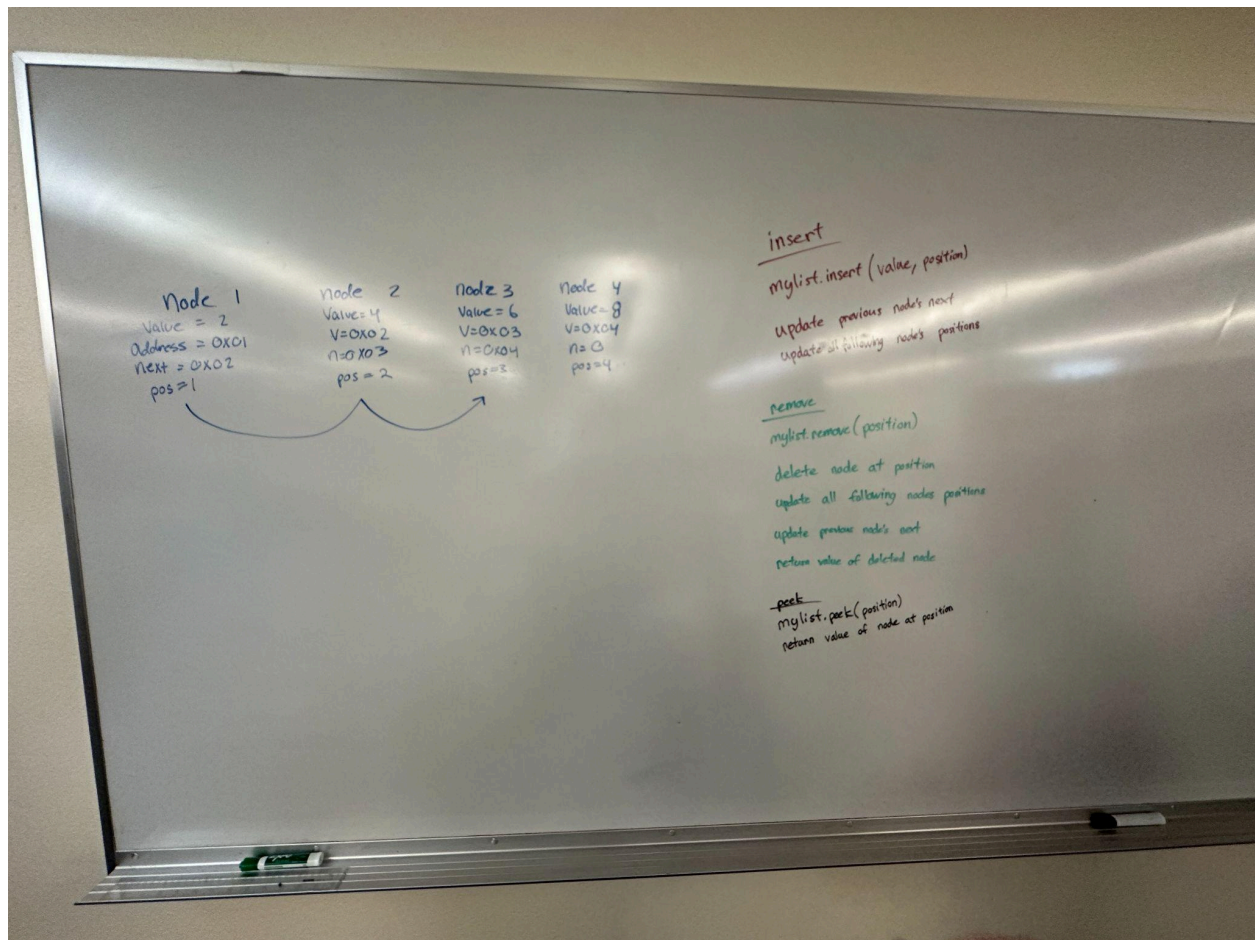 Node 1
Value = 2
address = 0x01
next = 0x02
pos = 1
node 2
Value = 4
V=0x02
n=0x03
pos = 2
node 3
Value = 6
V=0x03
n=0x04
pos=3
Node 4
Value = 8
V=0x04
n=0
pos=4
insert
mylist.insert (value, position)
update previous node's next
update all following node's positions
remove
mylist.remove(position)
delete node at position
update all following nodes positions
update previous node's next
return value of deleted node
peek
mylist.peek(position)
return value of node at position